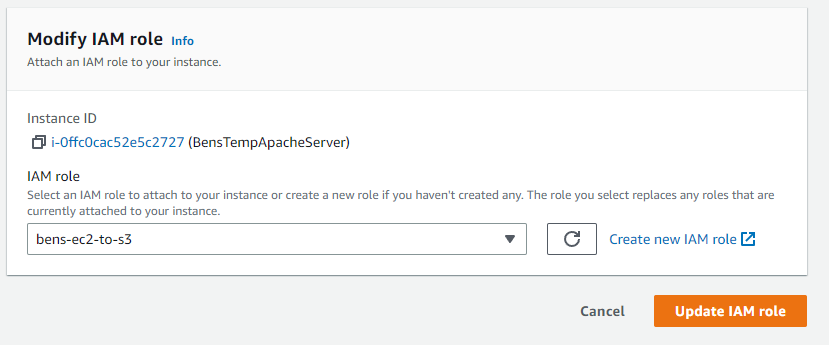 Modify IAM role Info
Attach an IAM role to your instance.
Instance ID
i-0ffc0cac52e5c2727 (BensTempApacheServer)
IAM role
Select an IAM role to attach to your instance or create a new role if you haven't created any. The role you select replaces any roles that are
currently attached to your instance.
bens-ec2-to-s3
Create new IAM role
Cancel
Update IAM role